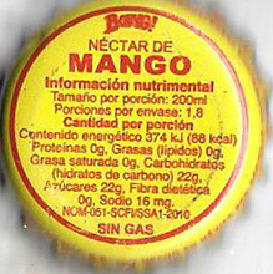 Boing!
NÉCTAR DE
MANGO
Información nutrimental
Tamaño por porción: 200ml
Porciones por envase: 1,8
Cantidad por porción
Contenido energético 374 kJ (88 kcal)
Proteínas 0g, Grasas (lípidos) 0g,
Grasa saturada 0g, Carbohidratos
(hidratos de carbono) 22g,
Azúcares 22g, Fibra dietética
0g, Sodio 16 mg.
NOM-051-SCFI/SSA1-2010
SIN GAS